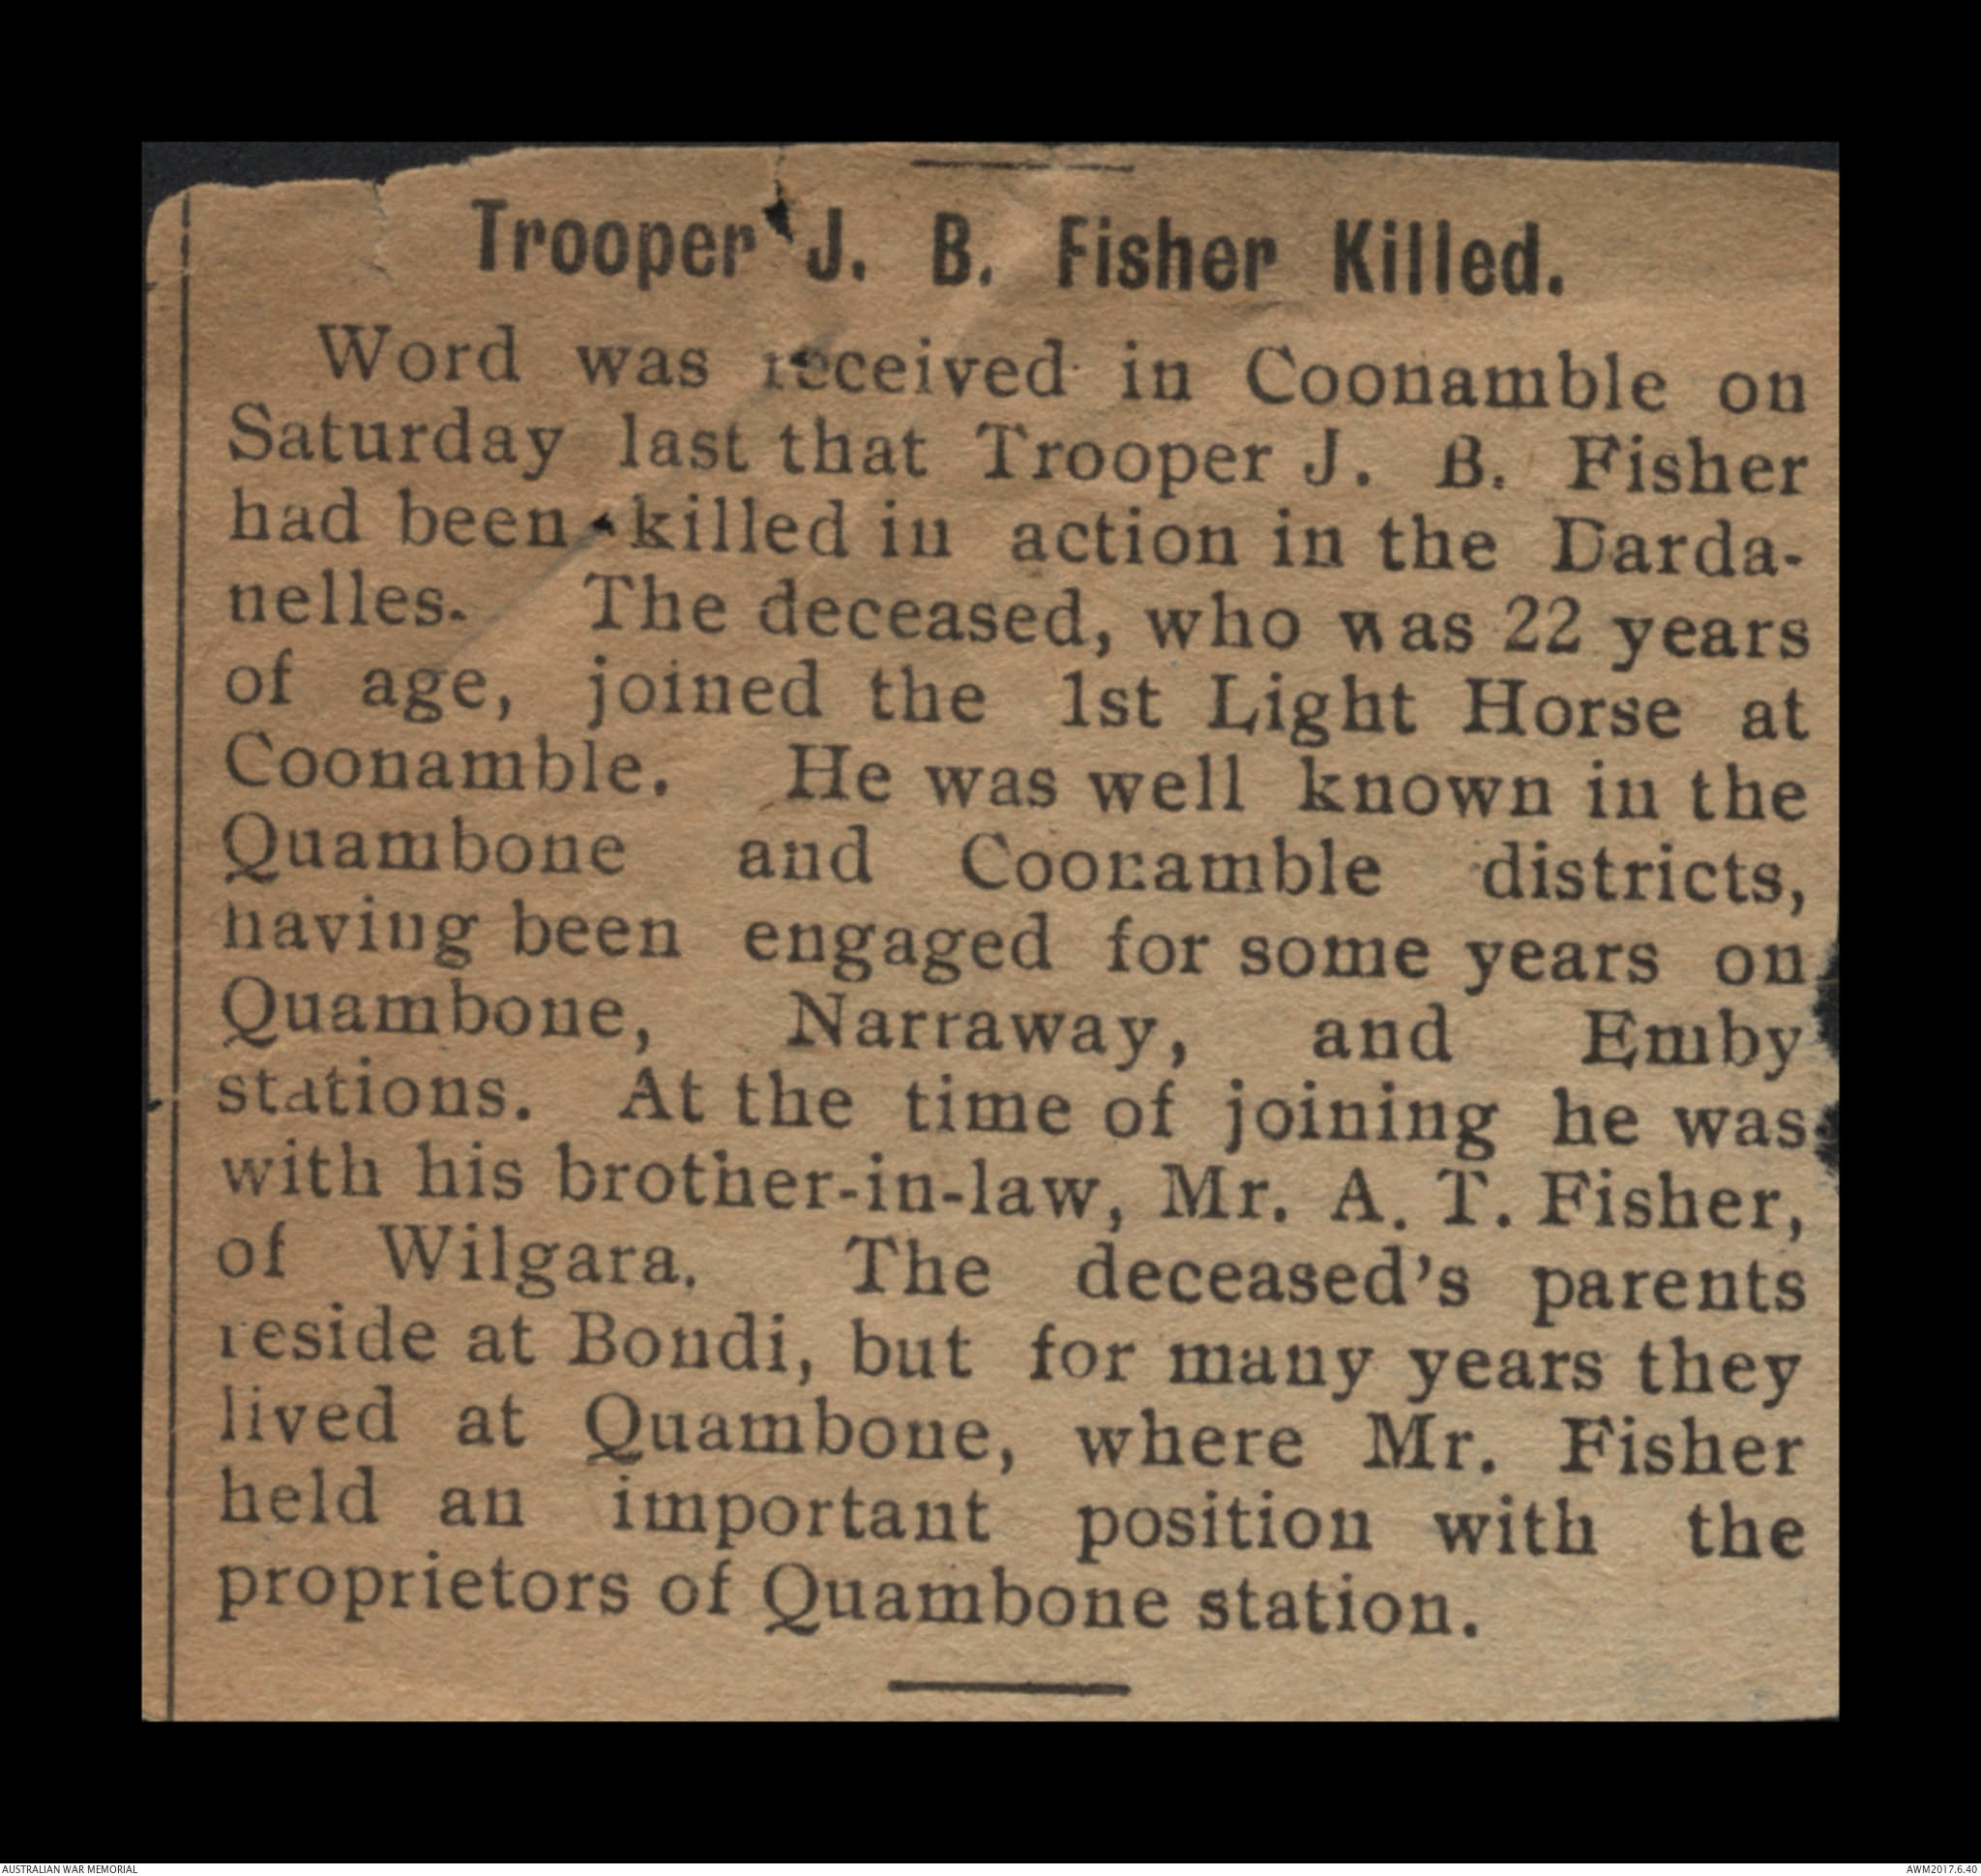 Trooper J. B. Fisher Killed.
Word was received in Coonamble on
Saturday last that Trooper J. B. Fisher
had been killed in action in the Darda-
nelles. The deceased, who was 22 years
of age, joined the 1st Light Horse at
Coonamble. He was well known in the
Quambone and Coonamble districts,
having been engaged for some years on
Quambone, Narraway, and Emby
stations. At the time of joining he was
with his brother-in-law, Mr. A. T. Fisher,
of Wilgara. The deceased's parents
reside at Bondi, but for many years they
lived at Quambone, where Mr. Fisher
held an important position with the
proprietors of Quambone station.
AUSTRALIAN WAR MEMORIAL
AWM2017.6.40